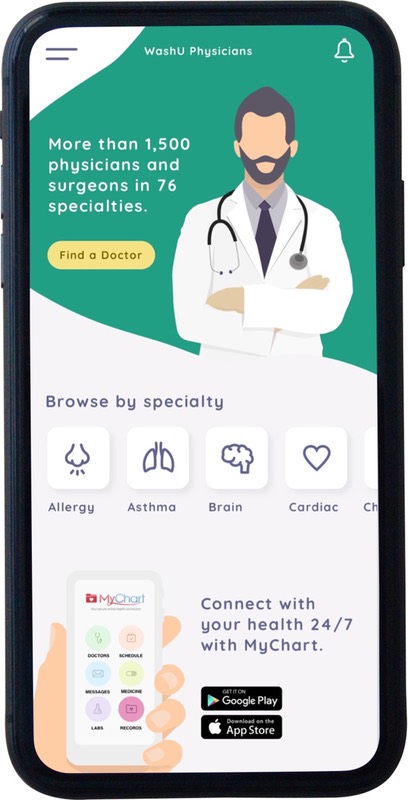 WashU Physicians
More than 1,500
physicians and
surgeons in 76
specialties.
Find a Doctor
Browse by specialty
Allergy
Asthma
Brain
Cardiac
Ch
MyChart
DOCTORS
SCHEDULE
MESSAGES
MEDICINE
LABS
RECORDS
Connect with
your health 24/7
with MyChart.
GET IT ON
Google Play
Download on the
App Store